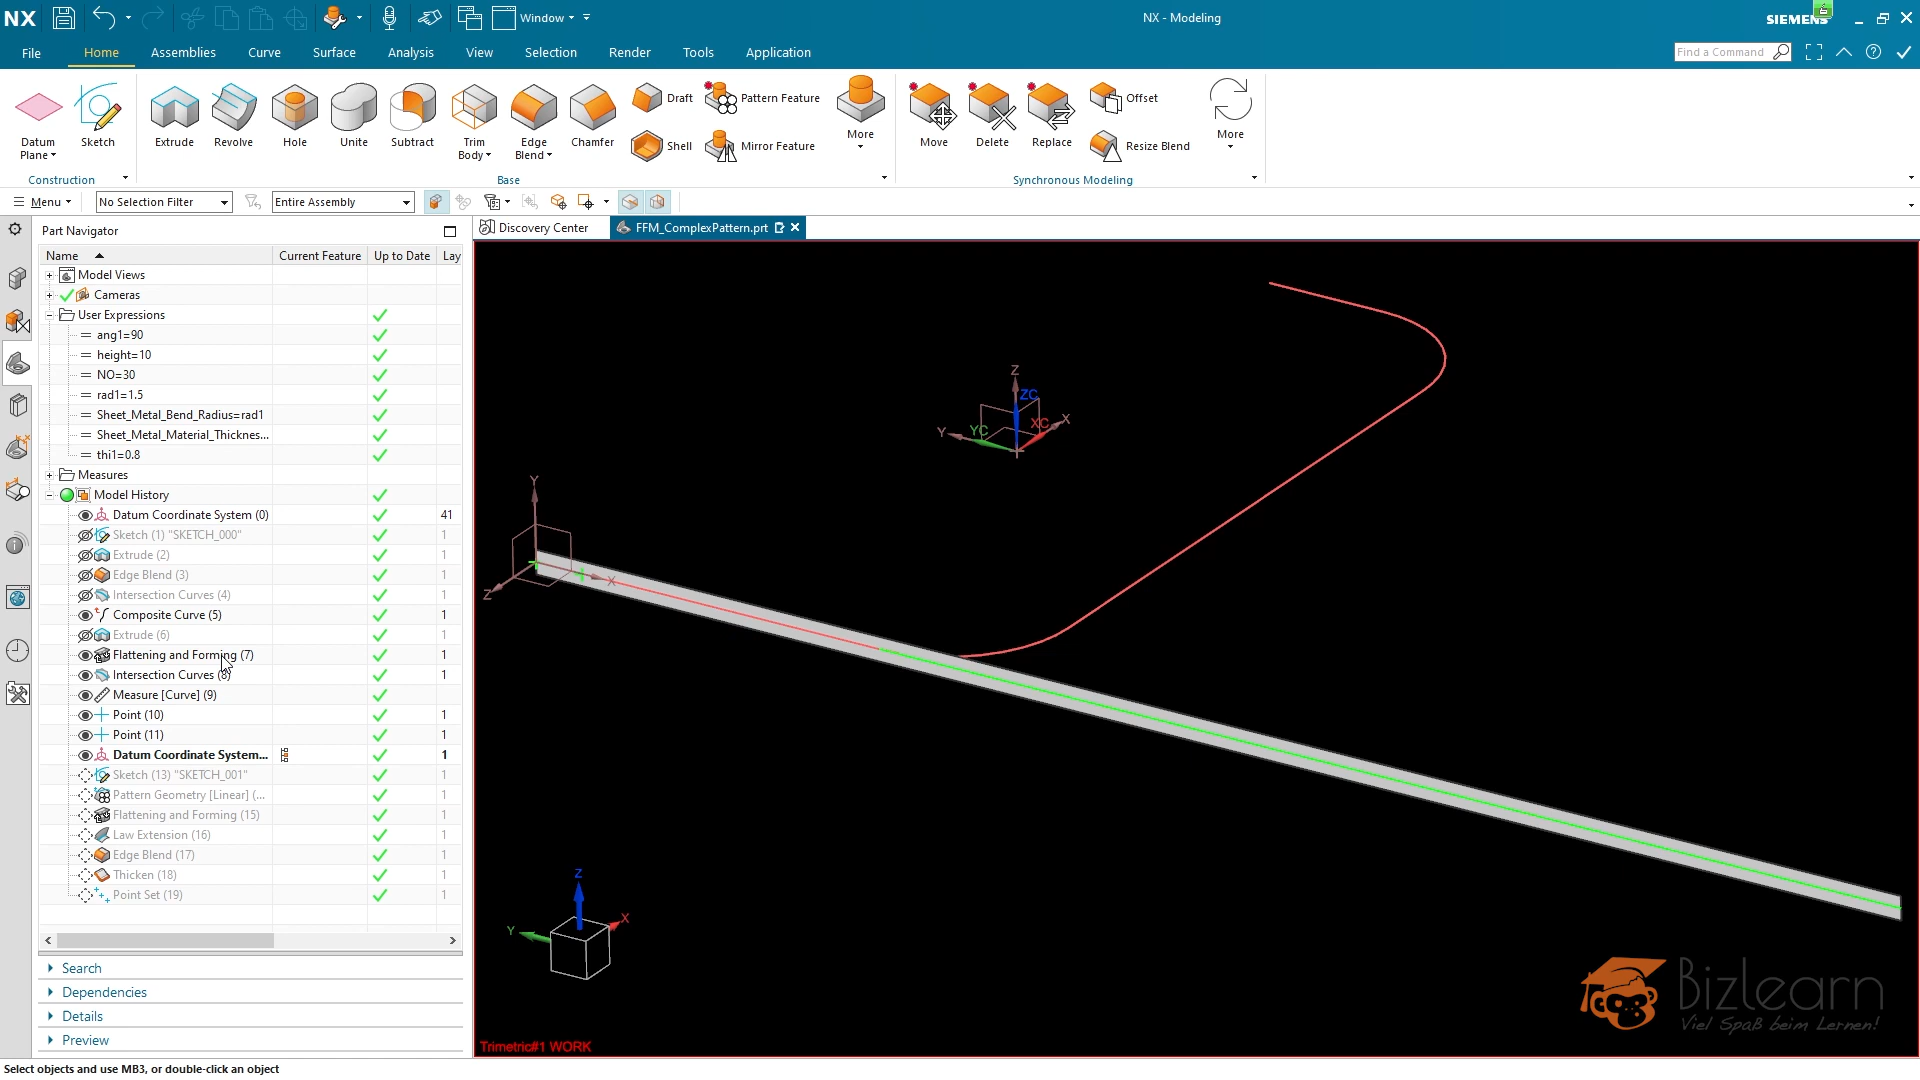 NX
Window
NX - Modeling
SIEMENS
File
Home
Assemblies
Curve
Surface
Analysis
View
Selection
Render
Tools
Application
Find a Command
Datum Plane
Sketch
Extrude
Revolve
Hole
Unite
Subtract
Trim Body
Edge Blend
Chamfer
Draft
Shell
Pattern Feature
Mirror Feature
More
Move
Delete
Replace
Offset
Resize Blend
More
Construction
Base
Synchronous Modeling
Menu
No Selection Filter
Entire Assembly
Part Navigator
Discovery Center
FFM_ComplexPattern.prt
Name Current Feature Up to Date Lay
Model Views
Cameras
User Expressions
ang1=90
height=10
NO=30
rad1=1.5
Sheet_Metal_Bend_Radius=rad1
Sheet_Metal_Material_Thicknes...
thi1=0.8
Measures
Model History
Datum Coordinate System (0) 41
Sketch (1) "SKETCH_000" 1
Extrude (2) 1
Edge Blend (3) 1
Intersection Curves (4) 1
Composite Curve (5) 1
Extrude (6) 1
Flattening and Forming (7) 1
Intersection Curves (8) 1
Measure [Curve] (9)
Point (10) 1
Point (11) 1
Datum Coordinate System... 1
Sketch (13) "SKETCH_001" 1
Pattern Geometry [Linear] (... 1
Flattening and Forming (15) 1
Law Extension (16) 1
Edge Blend (17) 1
Thicken (18) 1
Point Set (19) 1
Search
Dependencies
Details
Preview
Z
ZC
Y
YC
XC
X
Y
X
Z
Z
Y
X
Trimetric#1 WORK
Bizlearn
Viel Spaß beim Lernen!
Select objects and use MB3, or double-click an object